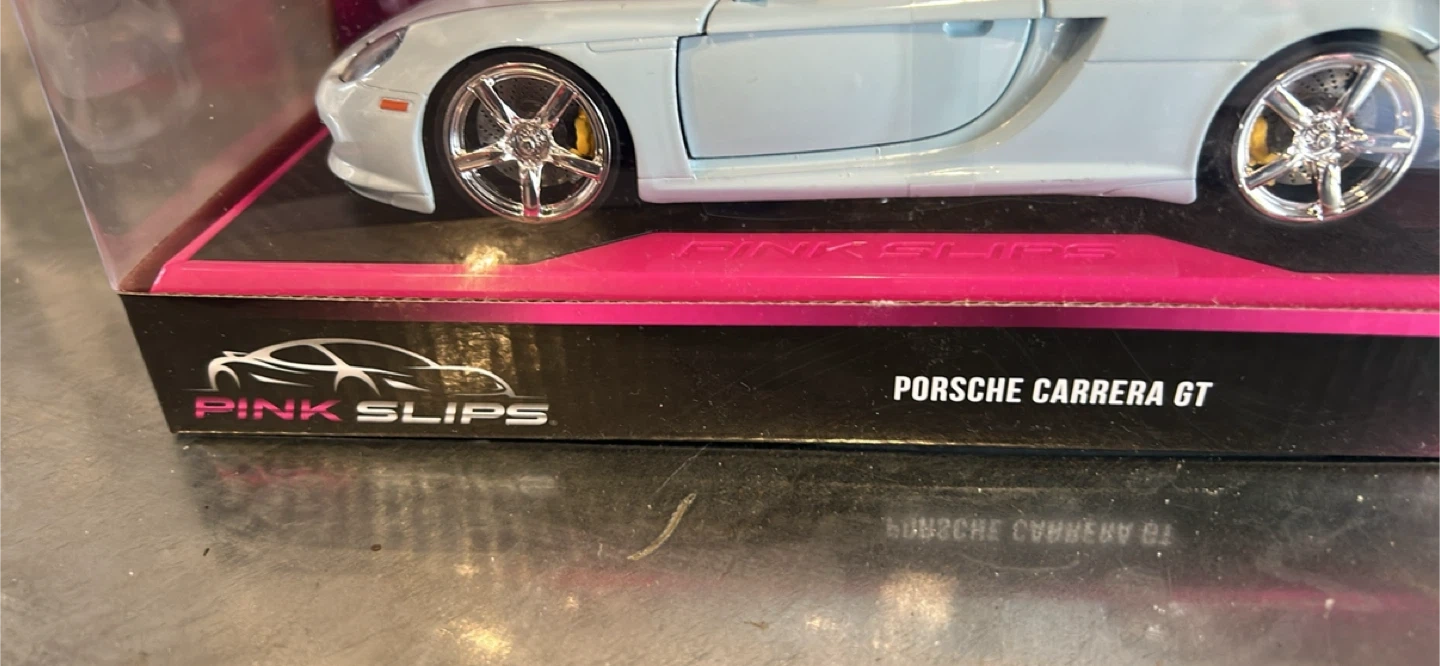 PINK SLIPS
PINK SLIPS
PORSCHE CARRERA GT